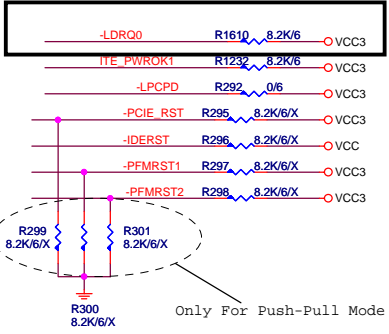 -LDRQ0 R1610 8.2K/6 VCC3
ITE_PWROK1 R1232 8.2K/6 VCC3
-LPCPD R292 0/6 VCC3
-PCIE_RST R295 8.2K/6/X VCC3
-IDERST R296 8.2K/6/X VCC
-PFMRST1 R297 8.2K/6/X VCC3
-PFMRST2 R298 8.2K/6/X VCC3
R299 R301
8.2K/6/X 8.2K/6/X
R300
8.2K/6/X
Only For Push-Pull Mode